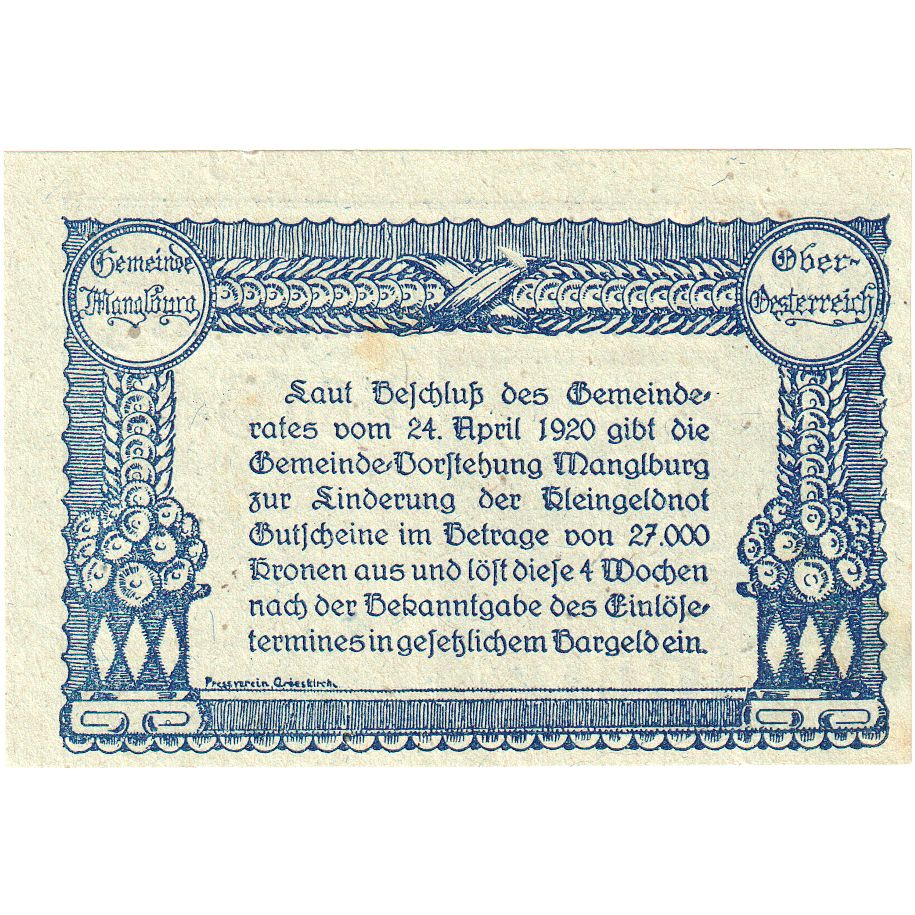 Gemeinde
Manglburg
Ober-
Oesterreich
Laut Beschluß des Gemeinde-
rates vom 24. April 1920 gibt die
Gemeinde-Vorstehung Manglburg
zur Linderung der Kleingeldnot
Gutscheine im Betrage von 27.000
Kronen aus und löst diese 4 Wochen
nach der Bekanntgabe des Einlöse-
termines in gesetzlichem Bargeld ein.
Pressverein Grieskirch.